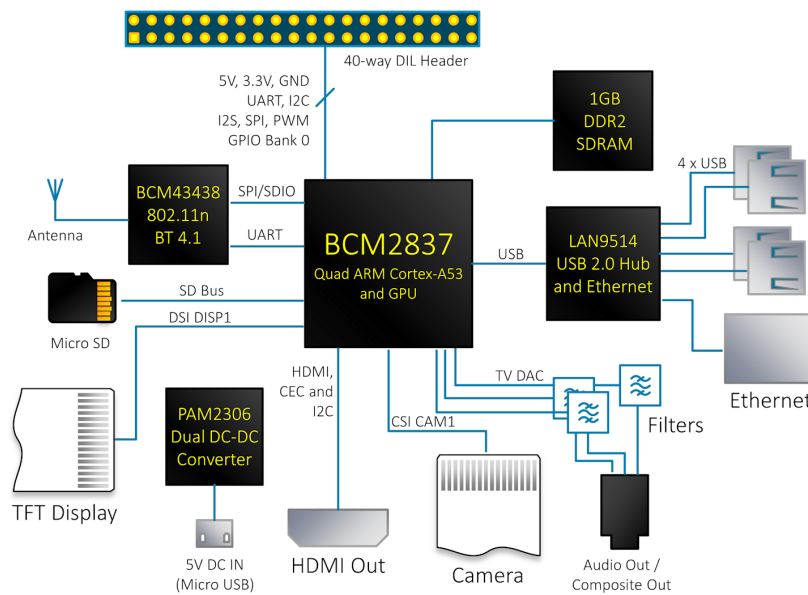 40-way DIL Header
5V, 3.3V, GND
UART, I2C
I2S, SPI, PWM
GPIO Bank 0
1GB
DDR2
SDRAM
4 x USB
BCM43438
802.11n
BT 4.1
SPI/SDIO
UART
Antenna
BCM2837
Quad ARM Cortex-A53
and GPU
USB
LAN9514
USB 2.0 Hub
and Ethernet
SD Bus
Micro SD
DSI DISP1
HDMI,
CEC and
I2C
TV DAC
CSI CAM1
Filters
Ethernet
PAM2306
Dual DC-DC
Converter
TFT Display
5V DC IN
(Micro USB)
HDMI Out
Camera
Audio Out /
Composite Out